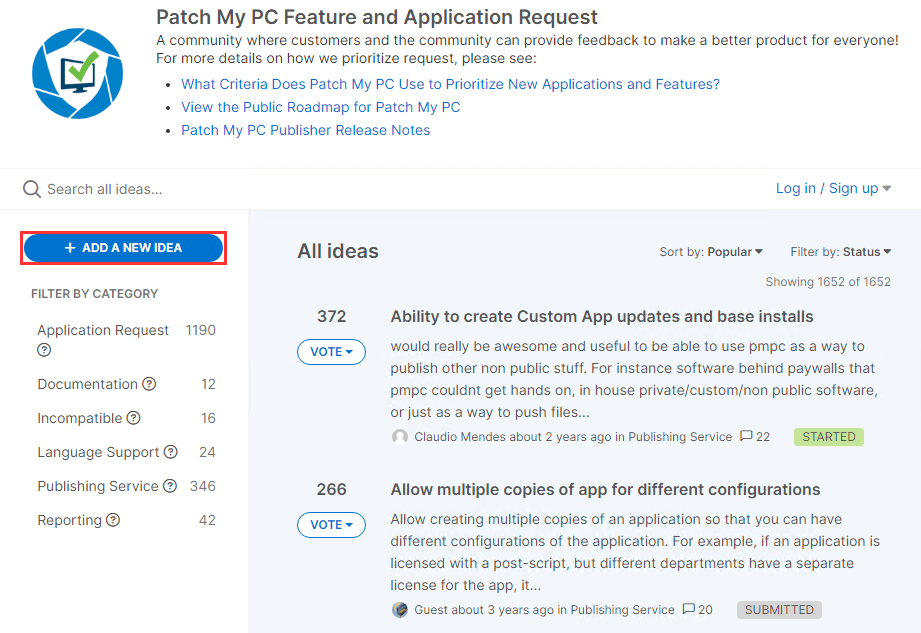 Patch My PC Feature and Application Request
A community where customers and the community can provide feedback to make a better product for everyone!
For more details on how we prioritize request, please see:
• What Criteria Does Patch My PC Use to Prioritize New Applications and Features?
• View the Public Roadmap for Patch My PC
• Patch My PC Publisher Release Notes
Search all ideas...
Log in / Sign up
+ ADD A NEW IDEA
FILTER BY CATEGORY
Application Request 1190
?
Documentation ? 12
Incompatible ? 16
Language Support ? 24
Publishing Service ? 346
Reporting ? 42
All ideas
Sort by: Popular
Filter by: Status
Showing 1652 of 1652
372
VOTE
Ability to create Custom App updates and base installs
would really be awesome and useful to be able to use pmpc as a way to
publish other non public stuff. For instance software behind paywalls that
pmpc couldnt get hands on, in house private/custom/non public software,
or just as a way to push files...
Claudio Mendes about 2 years ago in Publishing Service 22 STARTED
266
VOTE
Allow multiple copies of app for different configurations
Allow creating multiple copies of an application so that you can have
different configurations of the application. For example, if an application is
licensed with a post-script, but different departments have a separate
license for the app, it...
Guest about 3 years ago in Publishing Service 20 SUBMITTED